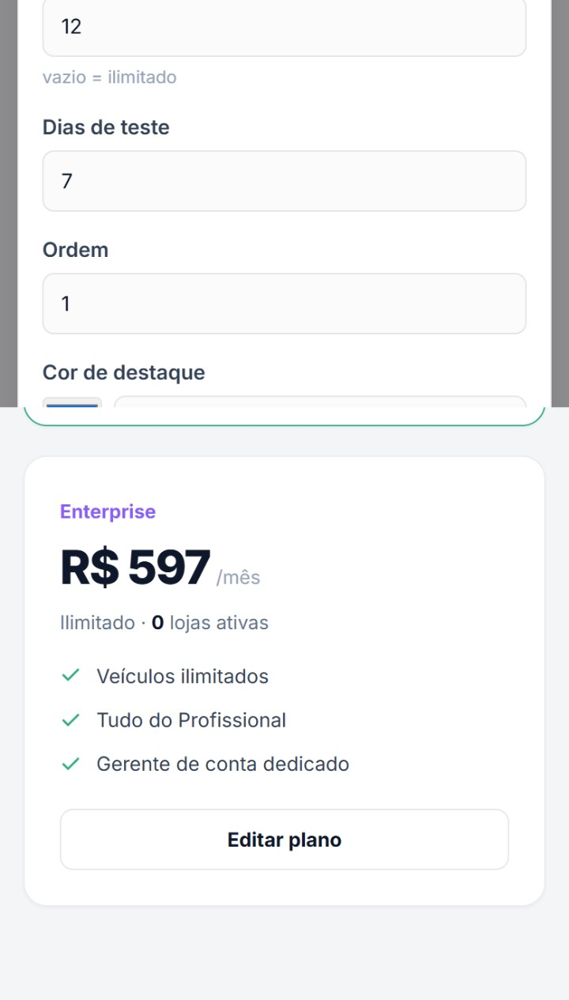 12
vazio = ilimitado
Dias de teste
7
Ordem
1
Cor de destaque
Enterprise
R$ 597 /mês
Ilimitado · 0 lojas ativas
Veículos ilimitados
Tudo do Profissional
Gerente de conta dedicado
Editar plano